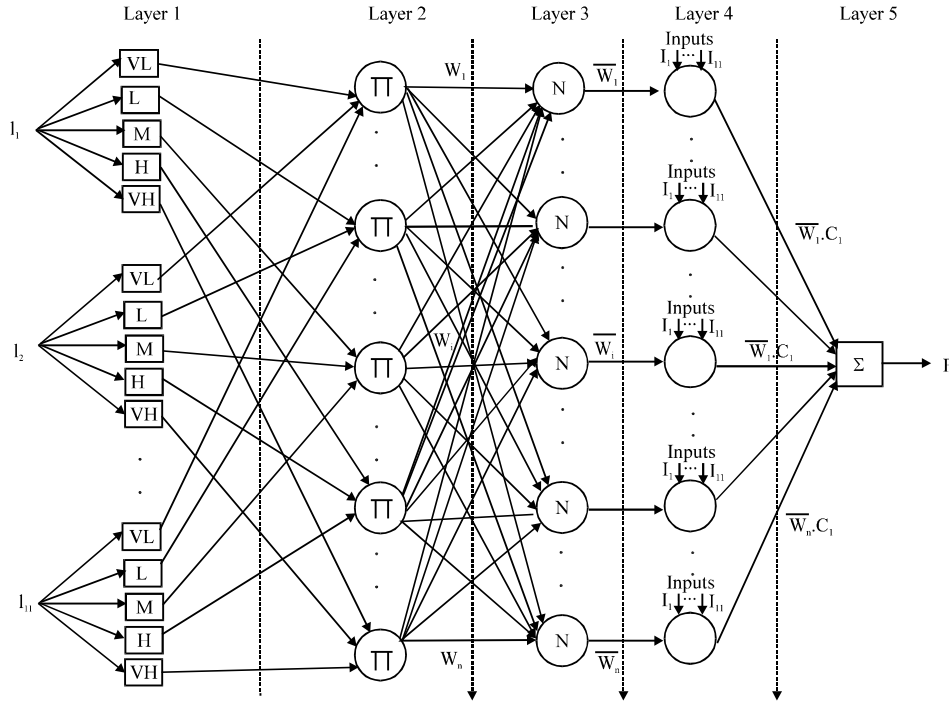 Layer 1
Layer 2
Layer 3
Layer 4
Layer 5
I₁
VL
L
M
H
VH
I₂
VL
L
M
H
VH
I₁₁
VL
L
M
H
VH
∏
∏
∏
∏
∏
W₁
Wᵢ
Wₙ
N
N
N
N
N
W̅₁
W̅ᵢ
W̅ₙ
Inputs
I₁ ... I₁₁
Inputs
I₁ ... I₁₁
Inputs
I₁ ... I₁₁
Inputs
I₁ ... I₁₁
Inputs
I₁ ... I₁₁
W̅₁.C₁
W̅₁.C₁
W̅ₙ.C₁
Σ